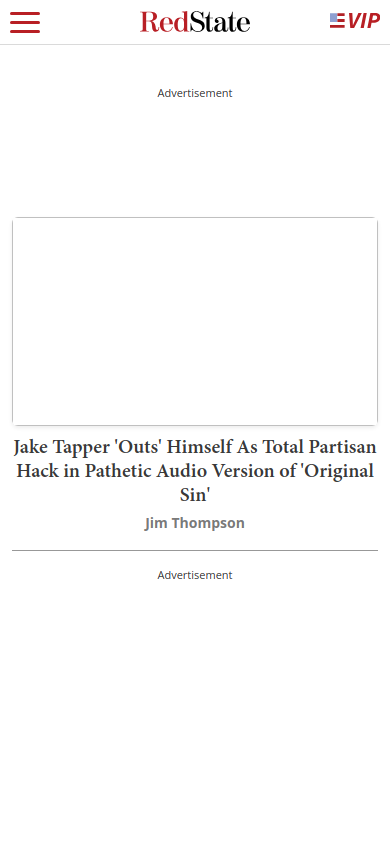 RedState
VIP
Advertisement
Jake Tapper 'Outs' Himself As Total Partisan
Hack in Pathetic Audio Version of 'Original
Sin'
Jim Thompson
Advertisement